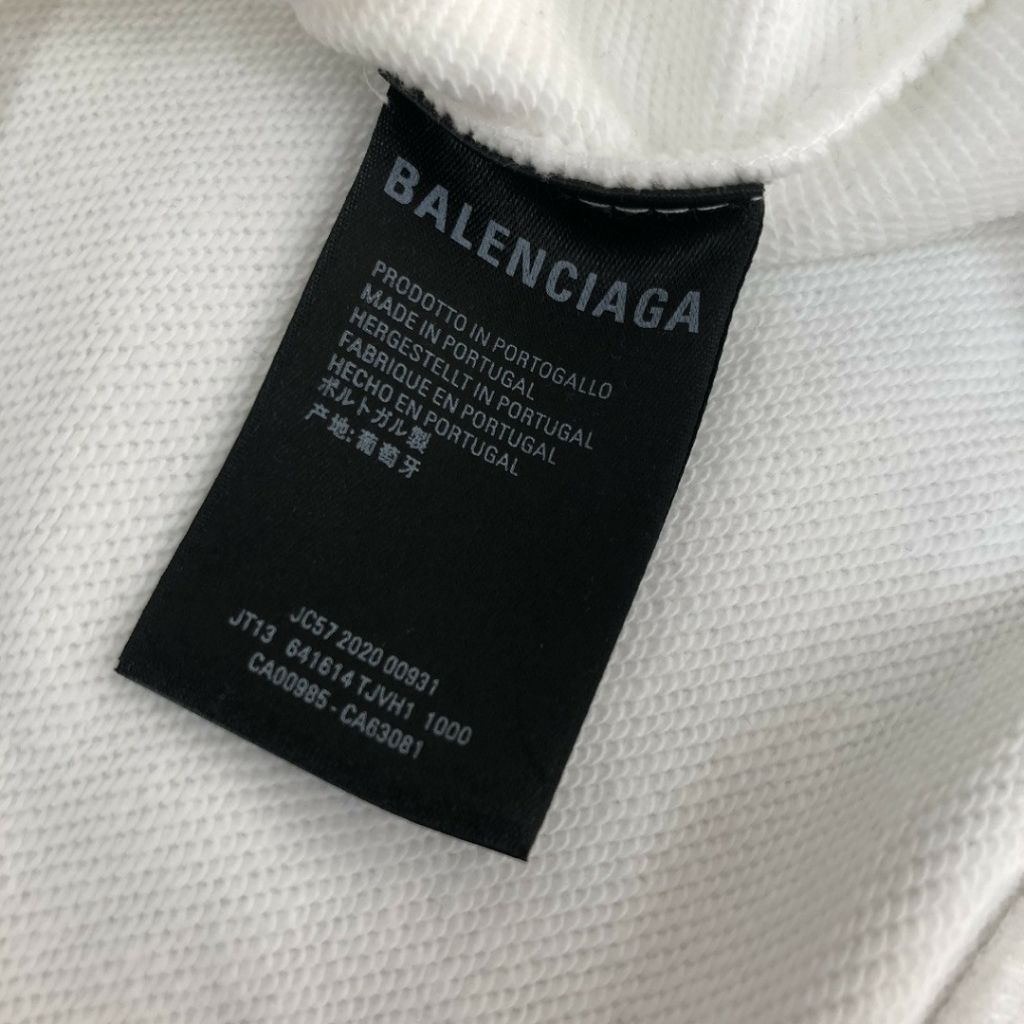 BALENCIAGA
PRODOTTO IN PORTOGALLO
MADE IN PORTUGAL
HERGESTELLT IN PORTUGAL
FABRIQUE EN PORTUGAL
HECHO EN PORTUGAL
ポルトガル製
产地:葡萄牙
JC57 2020 00931
JT13 641614 TJVH1 1000
CA00985 - CA63081